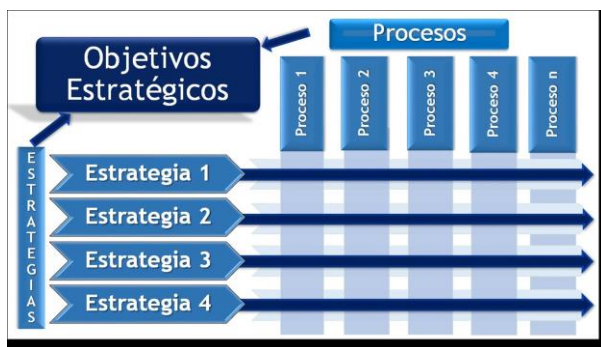 Procesos
Objetivos
Estratégicos
Proceso 1
Proceso 2
Proceso 3
Proceso 4
Proceso n
ESTRATEGIAS
Estrategia 1
Estrategia 2
Estrategia 3
Estrategia 4